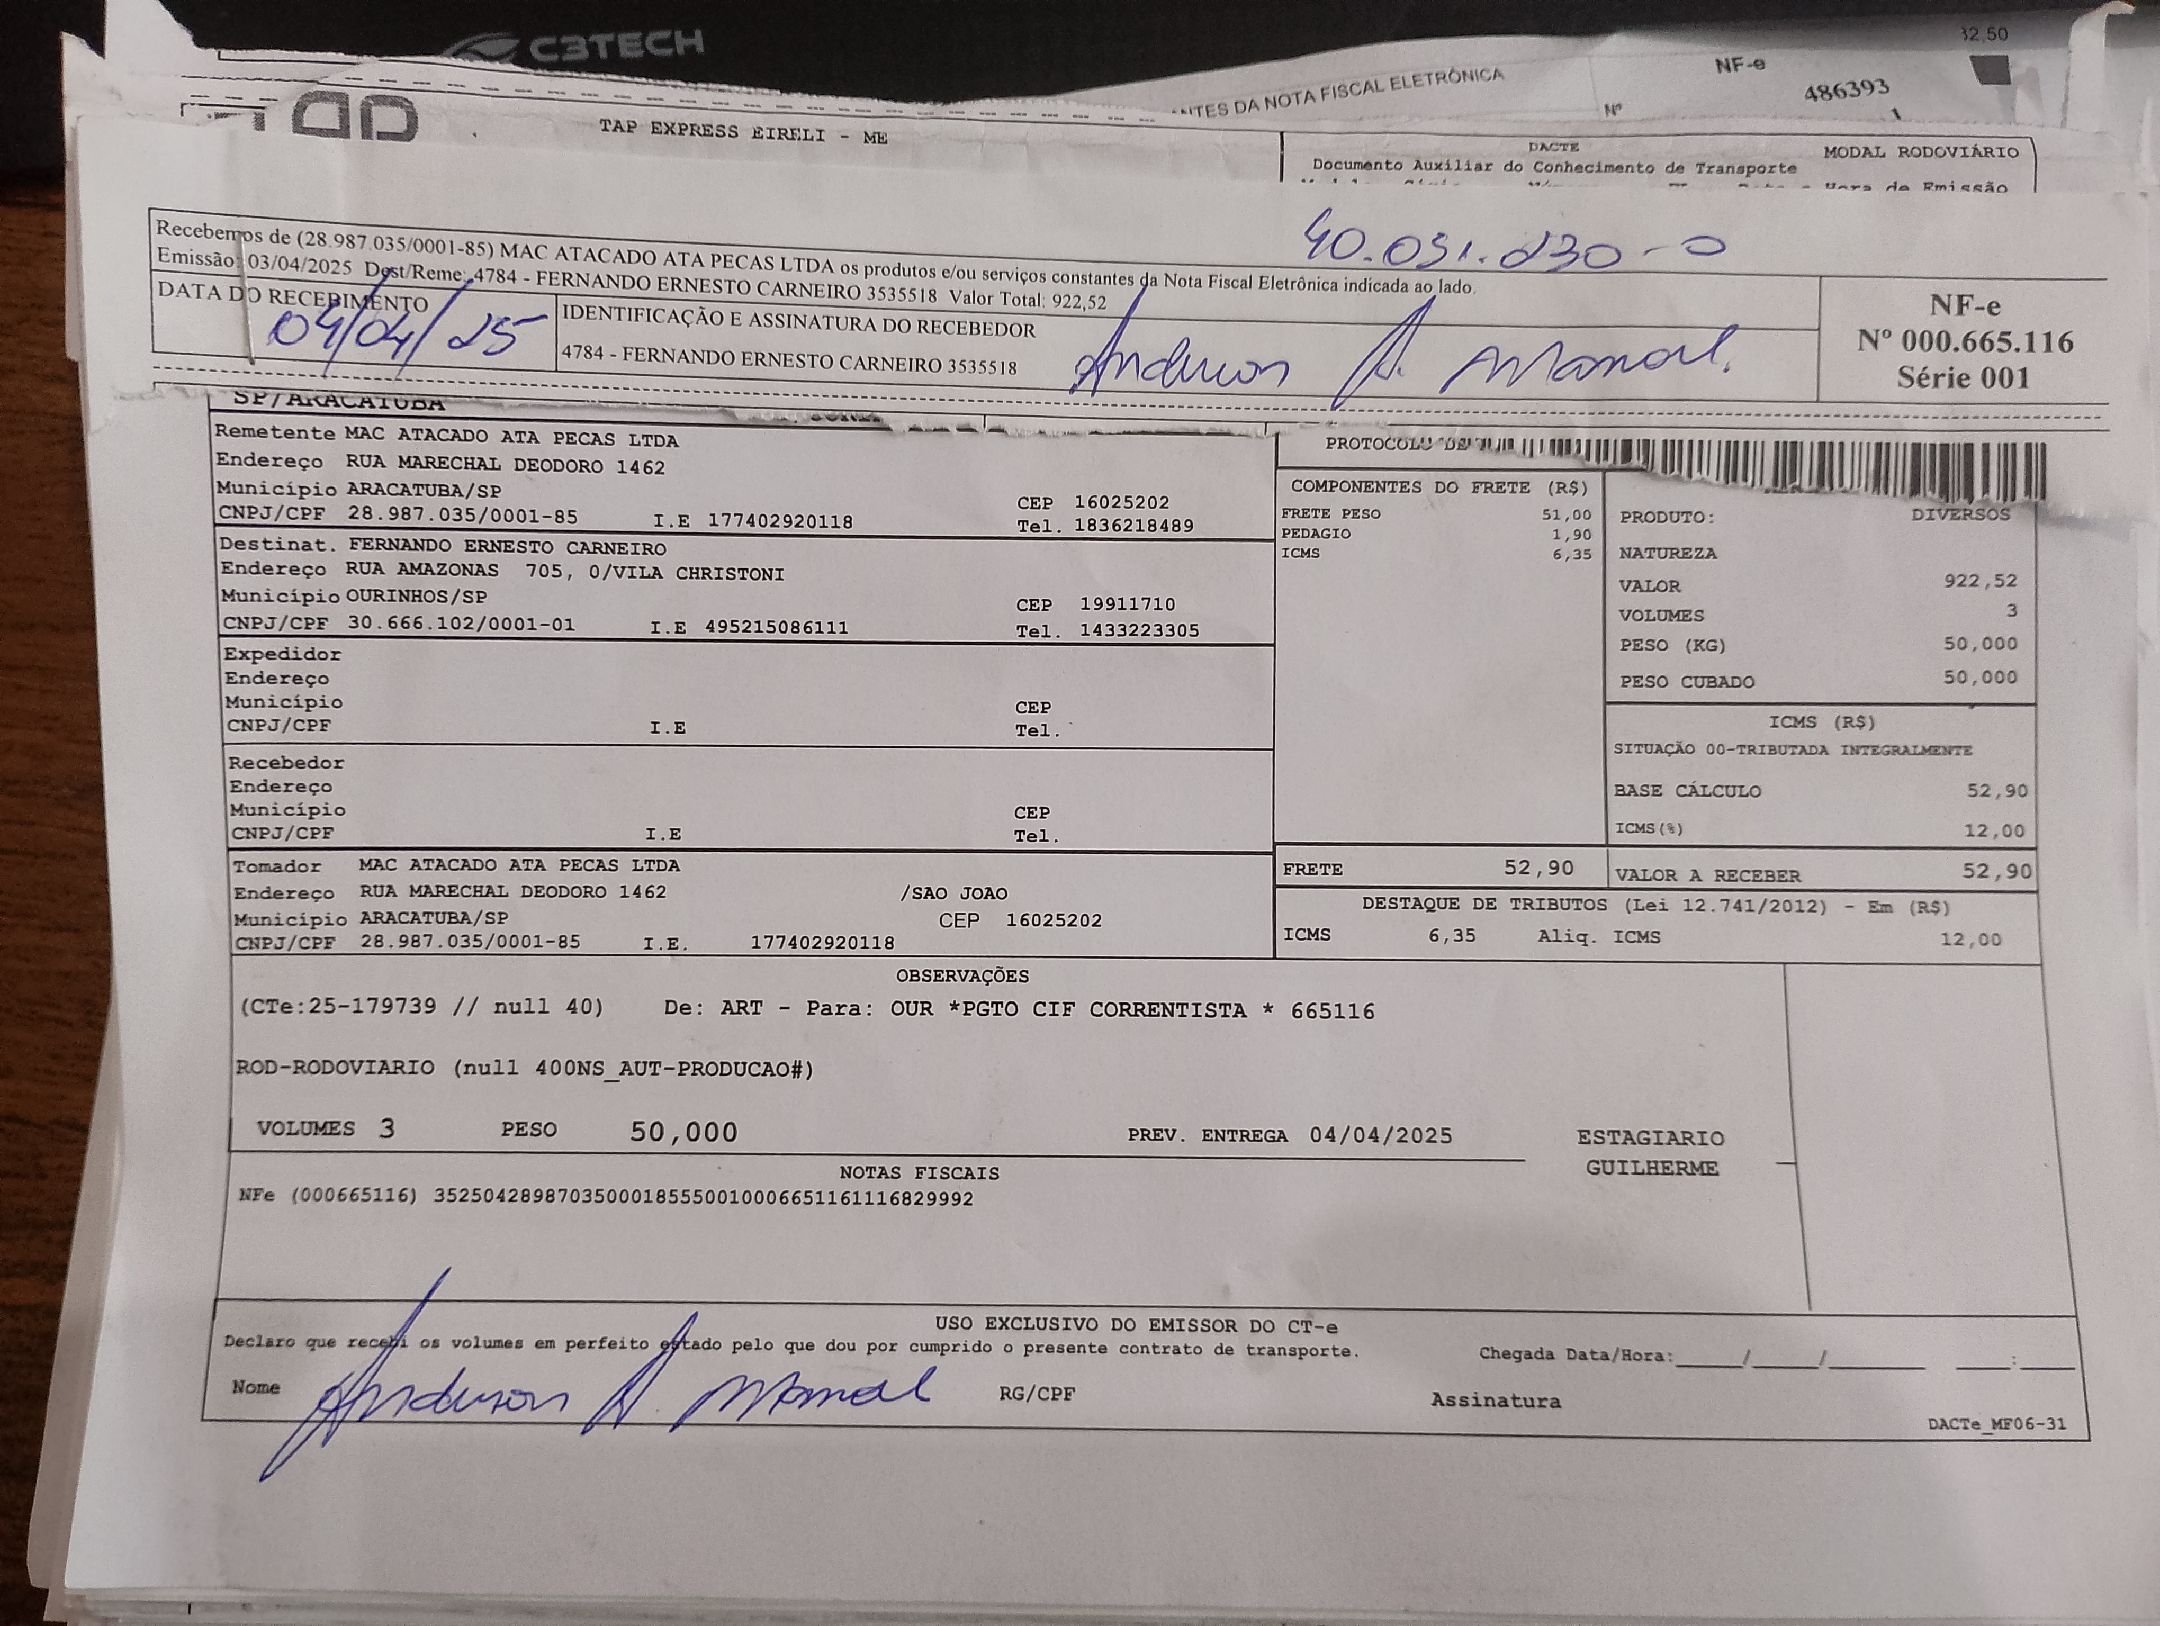 C3TECH
32,50
NF-e
ANTES DA NOTA FISCAL ELETRÔNICA
Nº 486393
TAP EXPRESS EIRELI - ME
DACTE
MODAL RODOVIÁRIO
Documento Auxiliar do Conhecimento de Transporte
Hora de Emissão
40.031.230-0
Recebemos de (28.987.035/0001-85) MAC ATACADO ATA PECAS LTDA os produtos e/ou serviços constantes da Nota Fiscal Eletrônica indicada ao lado.
Emissão: 03/04/2025 Dest/Reme: 4784 - FERNANDO ERNESTO CARNEIRO 3535518 Valor Total: 922,52
DATA DO RECEBIMENTO
04/04/25
IDENTIFICAÇÃO E ASSINATURA DO RECEBEDOR
4784 - FERNANDO ERNESTO CARNEIRO 3535518
Anderson A.
NF-e
Nº 000.665.116
Série 001
SP/ARACATUBA
Remetente MAC ATACADO ATA PECAS LTDA
Endereço RUA MARECHAL DEODORO 1462
Município ARACATUBA/SP CEP 16025202
CNPJ/CPF 28.987.035/0001-85 I.E 177402920118 Tel. 1836218489
Destinat. FERNANDO ERNESTO CARNEIRO
Endereço RUA AMAZONAS 705, 0/VILA CHRISTONI
Município OURINHOS/SP CEP 19911710
CNPJ/CPF 30.666.102/0001-01 I.E 495215086111 Tel. 1433223305
Expedidor
Endereço
Município CEP
CNPJ/CPF I.E Tel.
Recebedor
Endereço
Município CEP
CNPJ/CPF I.E Tel.
Tomador MAC ATACADO ATA PECAS LTDA
Endereço RUA MARECHAL DEODORO 1462 /SAO JOAO
Município ARACATUBA/SP CEP 16025202
CNPJ/CPF 28.987.035/0001-85 I.E. 177402920118
PROTOCOLO DE
COMPONENTES DO FRETE (R$)
FRETE PESO 51,00
PEDAGIO 1,90
ICMS 6,35
PRODUTO: DIVERSOS
NATUREZA
VALOR 922,52
VOLUMES 3
PESO (KG) 50,000
PESO CUBADO 50,000
ICMS (R$)
SITUAÇÃO 00-TRIBUTADA INTEGRALMENTE
BASE CÁLCULO 52,90
ICMS(%) 12,00
FRETE 52,90 VALOR A RECEBER 52,90
DESTAQUE DE TRIBUTOS (Lei 12.741/2012) - Em (R$)
ICMS 6,35 Aliq. ICMS 12,00
OBSERVAÇÕES
(CTe:25-179739 // null 40) De: ART - Para: OUR *PGTO CIF CORRENTISTA * 665116
ROD-RODOVIARIO (null 400NS_AUT-PRODUCAO#)
VOLUMES 3 PESO 50,000 PREV. ENTREGA 04/04/2025
ESTAGIARIO
GUILHERME
NOTAS FISCAIS
NFe (000665116) 35250428987035000185550010006651161116829992
USO EXCLUSIVO DO EMISSOR DO CT-e
Declaro que recebi os volumes em perfeito estado pelo que dou por cumprido o presente contrato de transporte.
Chegada Data/Hora:____/____/______ ___:____
Nome Anderson A. RG/CPF Assinatura
DACTe_MF06-31